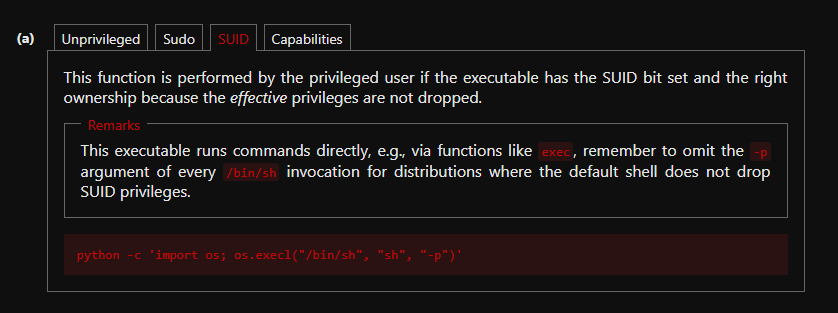 (a) Unprivileged Sudo SUID Capabilities
This function is performed by the privileged user if the executable has the SUID bit set and the right
ownership because the effective privileges are not dropped.
Remarks
This executable runs commands directly, e.g., via functions like exec, remember to omit the -p
argument of every /bin/sh invocation for distributions where the default shell does not drop
SUID privileges.
python -c 'import os; os.execl("/bin/sh", "sh", "-p")'